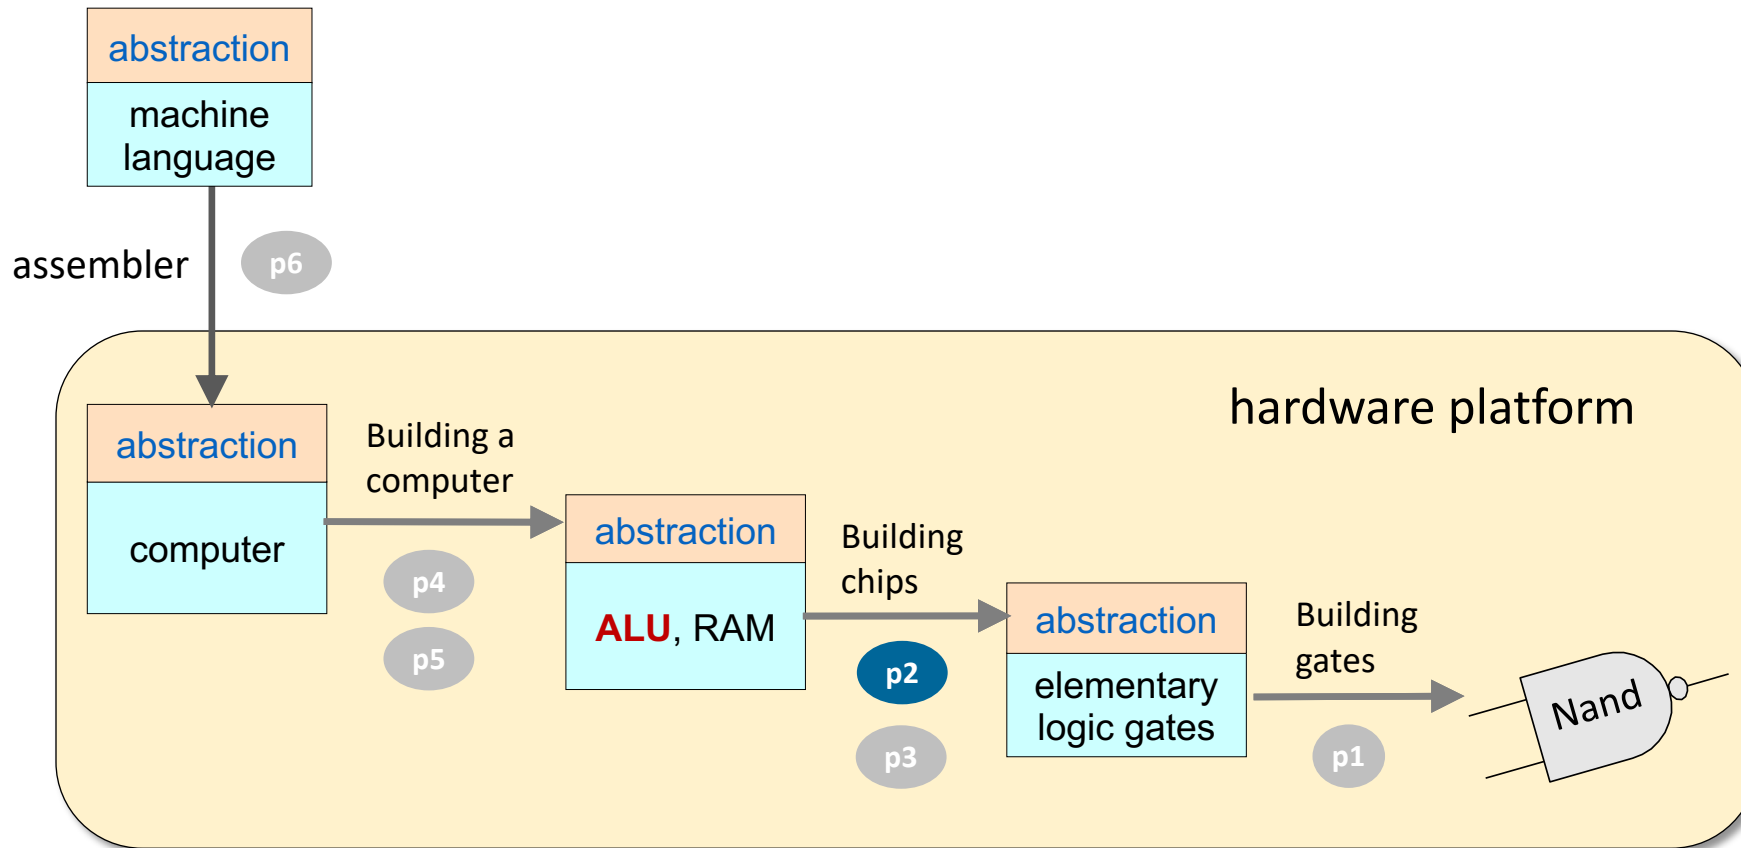 abstraction
machine
language
assembler
p6
hardware platform
abstraction
computer
Building a
computer
p4
p5
abstraction
ALU, RAM
Building
chips
p2
p3
abstraction
elementary
logic gates
Building
gates
p1
Nand